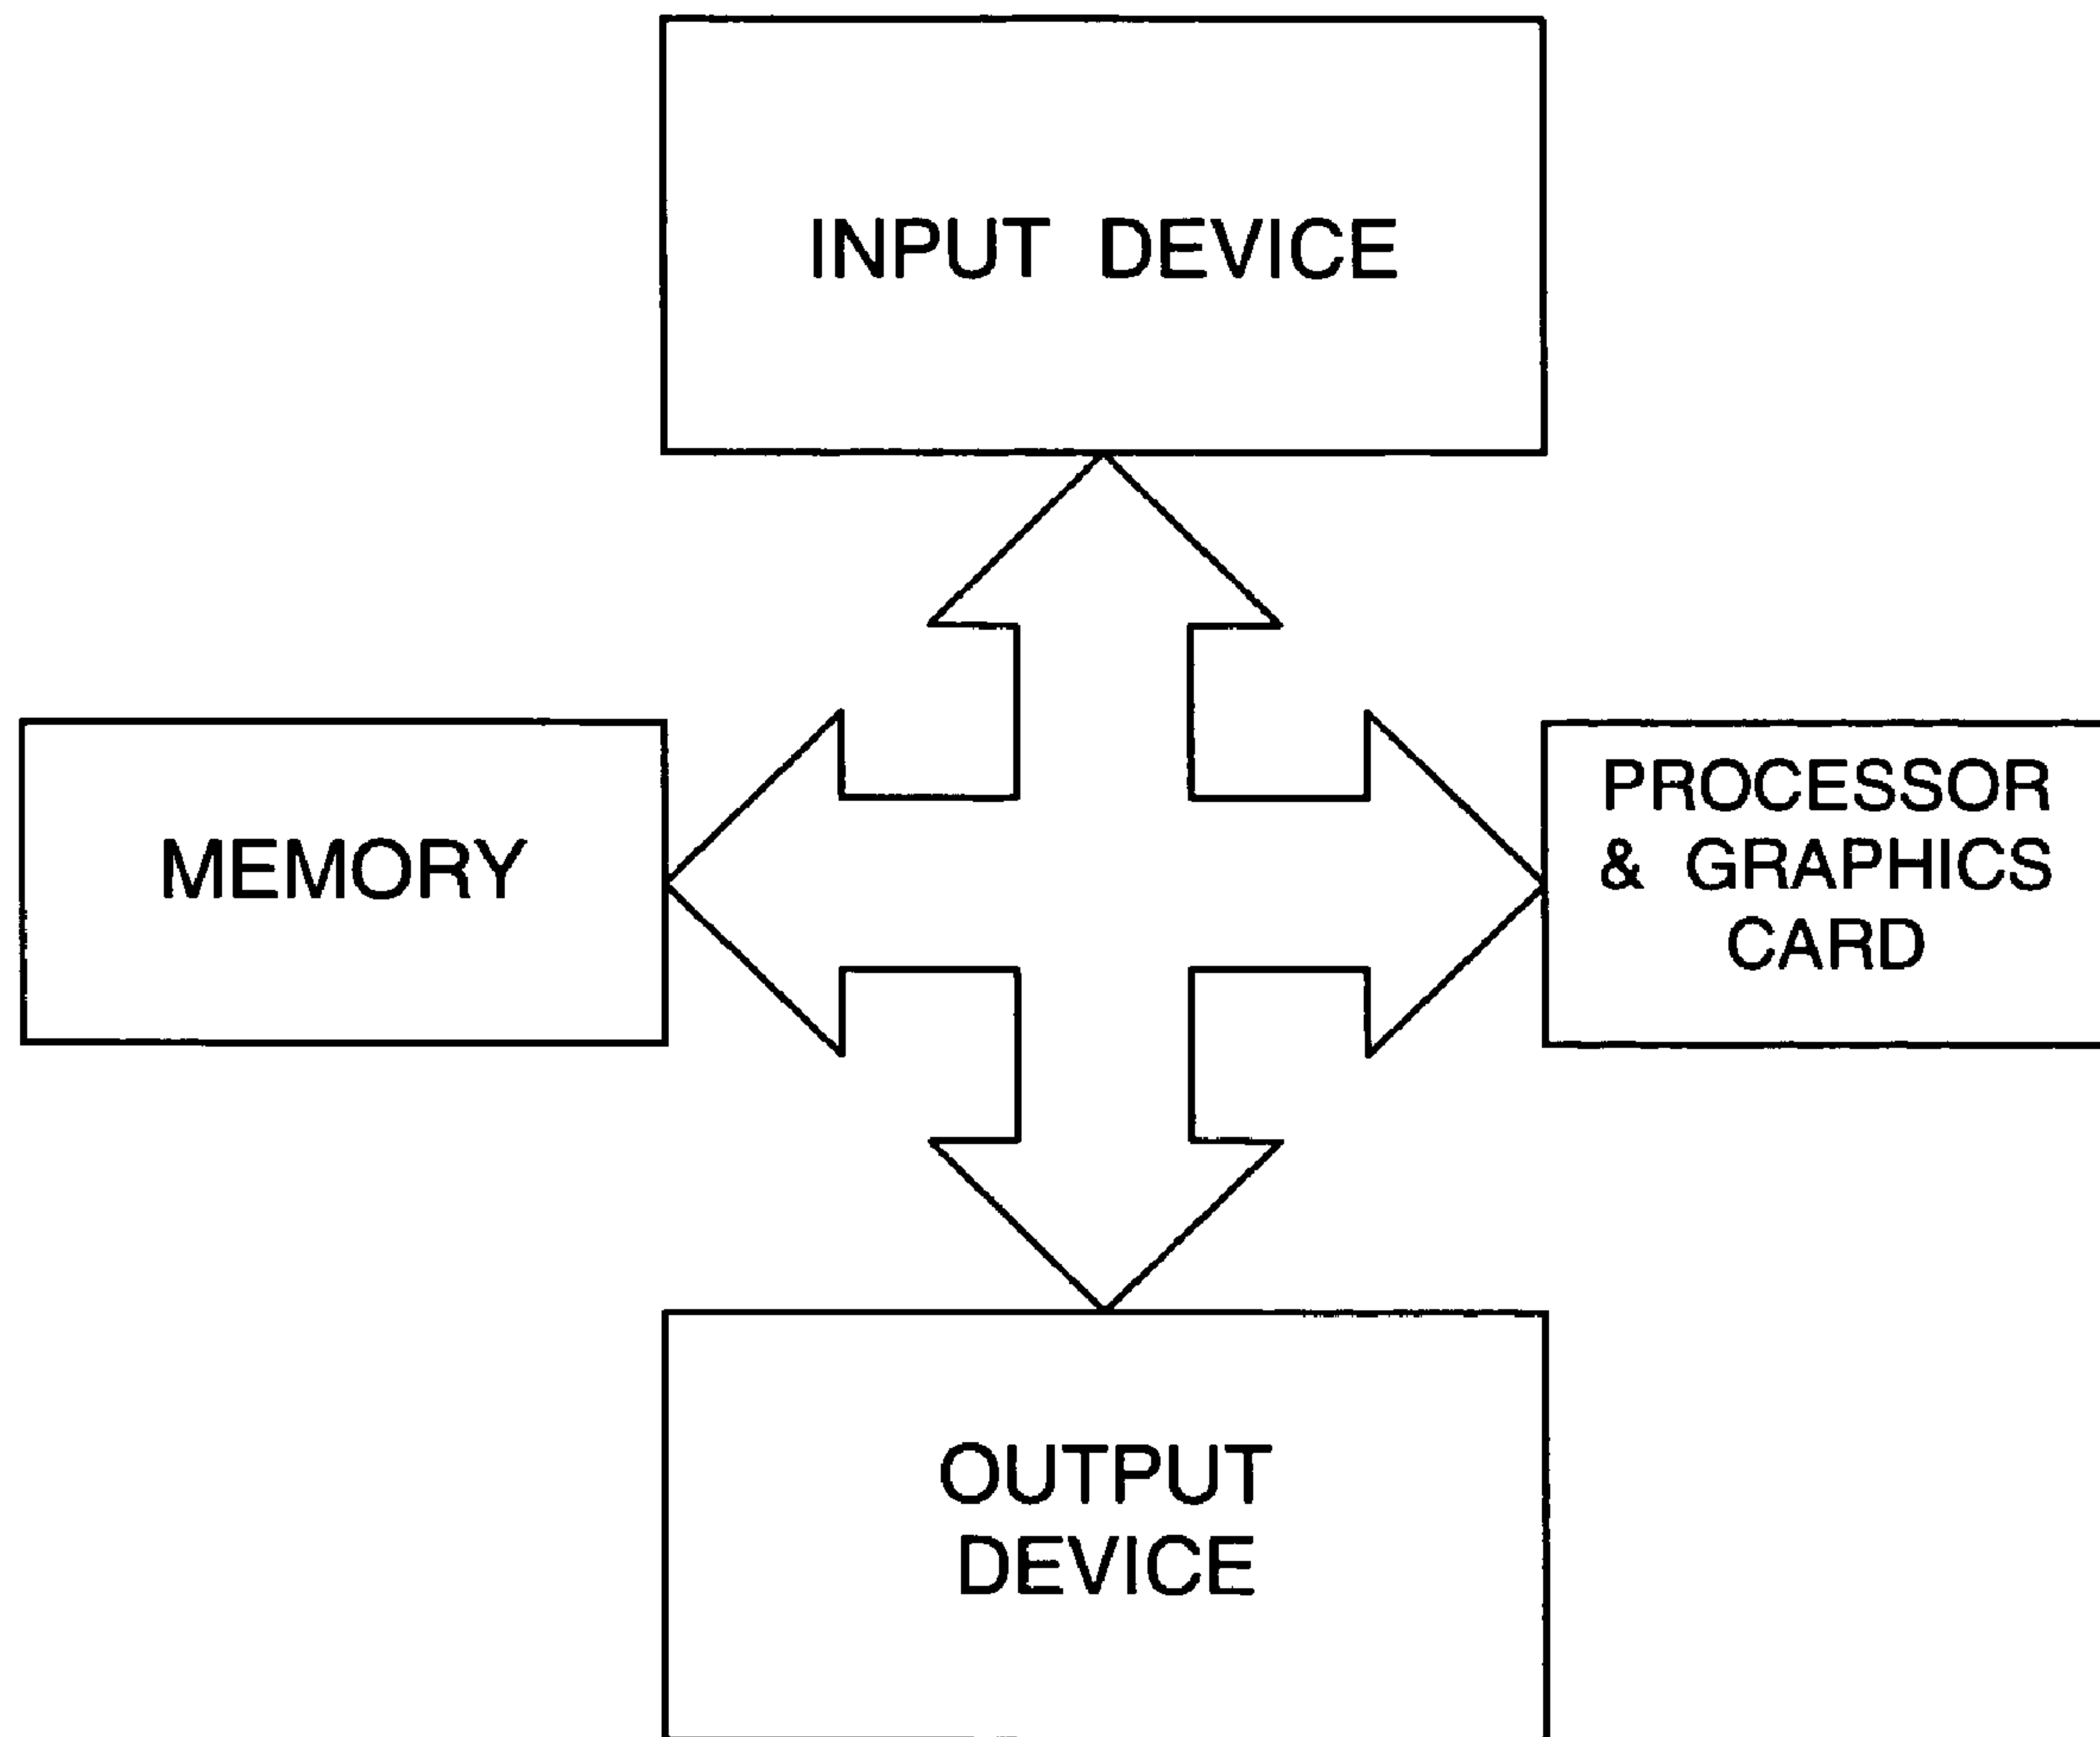 INPUT DEVICE
MEMORY
PROCESSOR
& GRAPHICS
CARD
OUTPUT
DEVICE